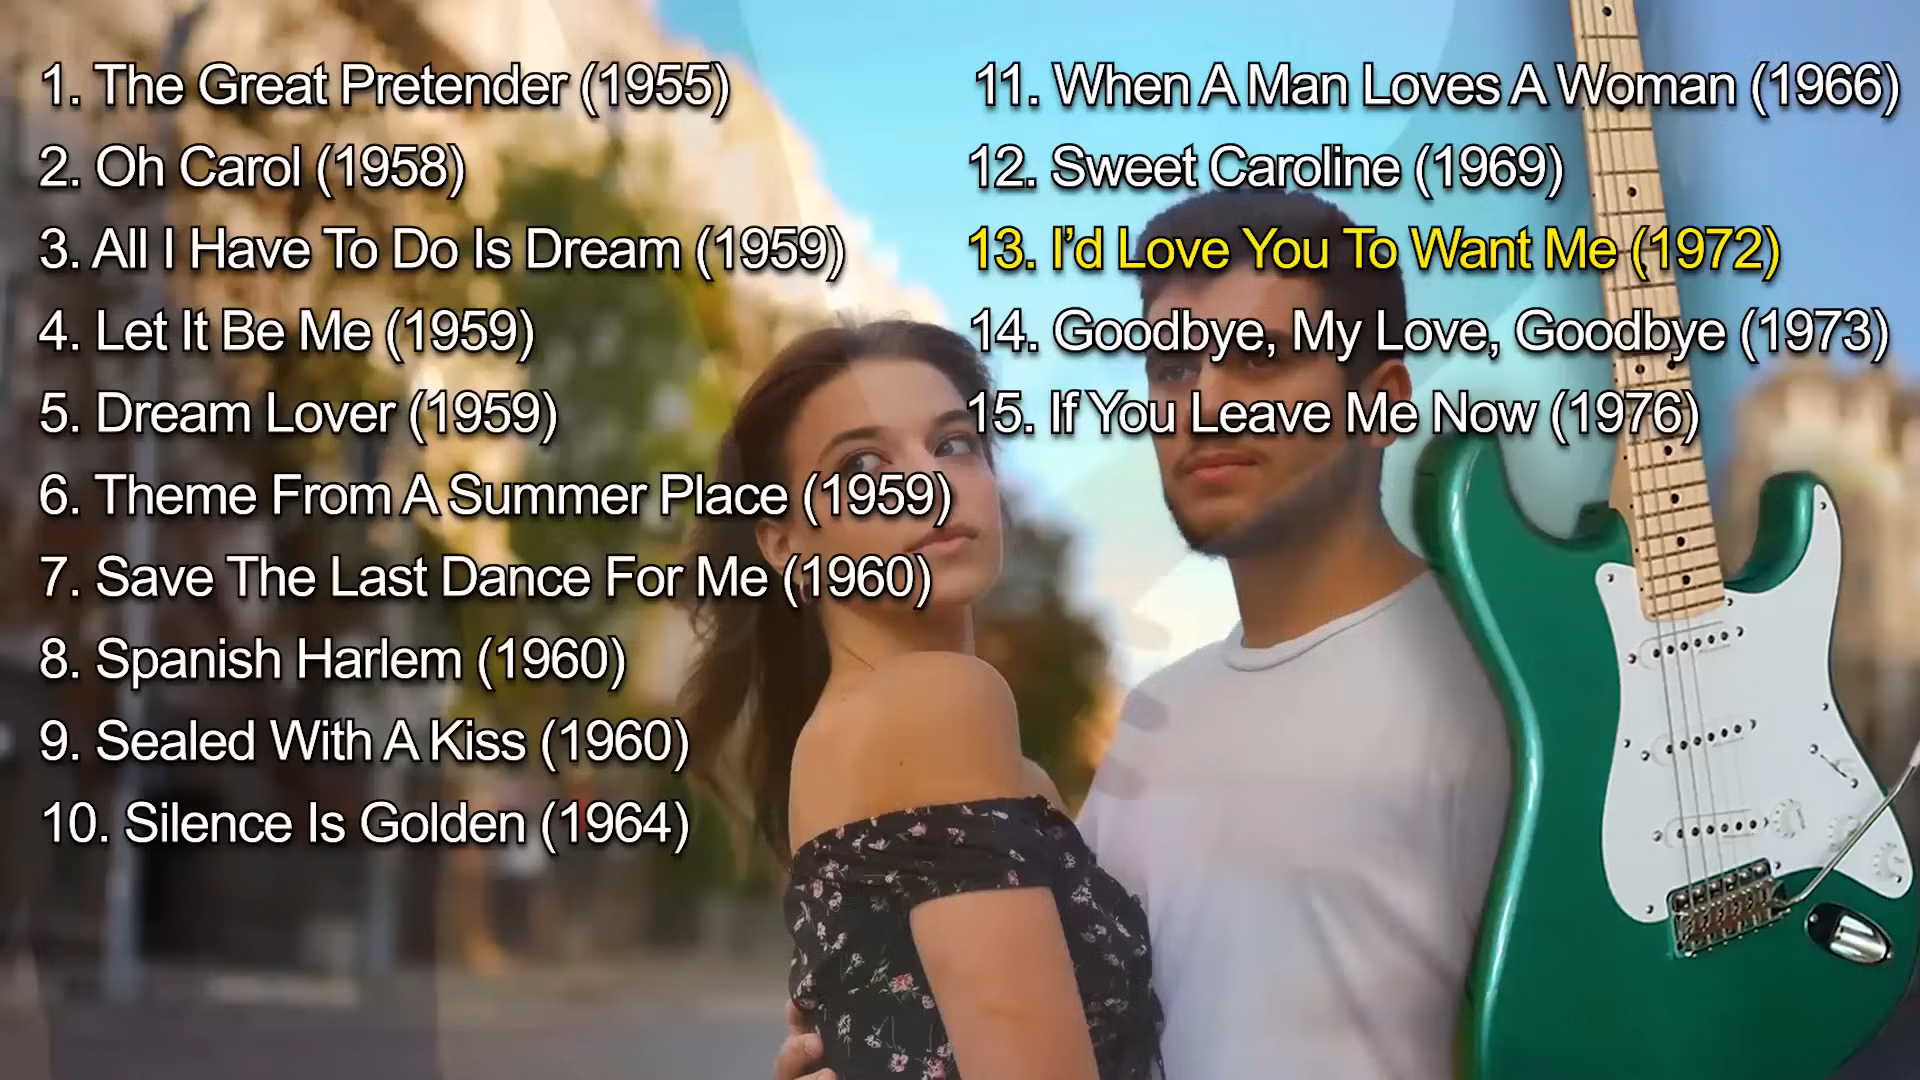 1. The Great Pretender (1955)
2. Oh Carol (1958)
3. All I Have To Do Is Dream (1959)
4. Let It Be Me (1959)
5. Dream Lover (1959)
6. Theme From A Summer Place (1959)
7. Save The Last Dance For Me (1960)
8. Spanish Harlem (1960)
9. Sealed With A Kiss (1960)
10. Silence Is Golden (1964)
11. When A Man Loves A Woman (1966)
12. Sweet Caroline (1969)
13. I’d Love You To Want Me (1972)
14. Goodbye, My Love, Goodbye (1973)
15. If You Leave Me Now (1976)